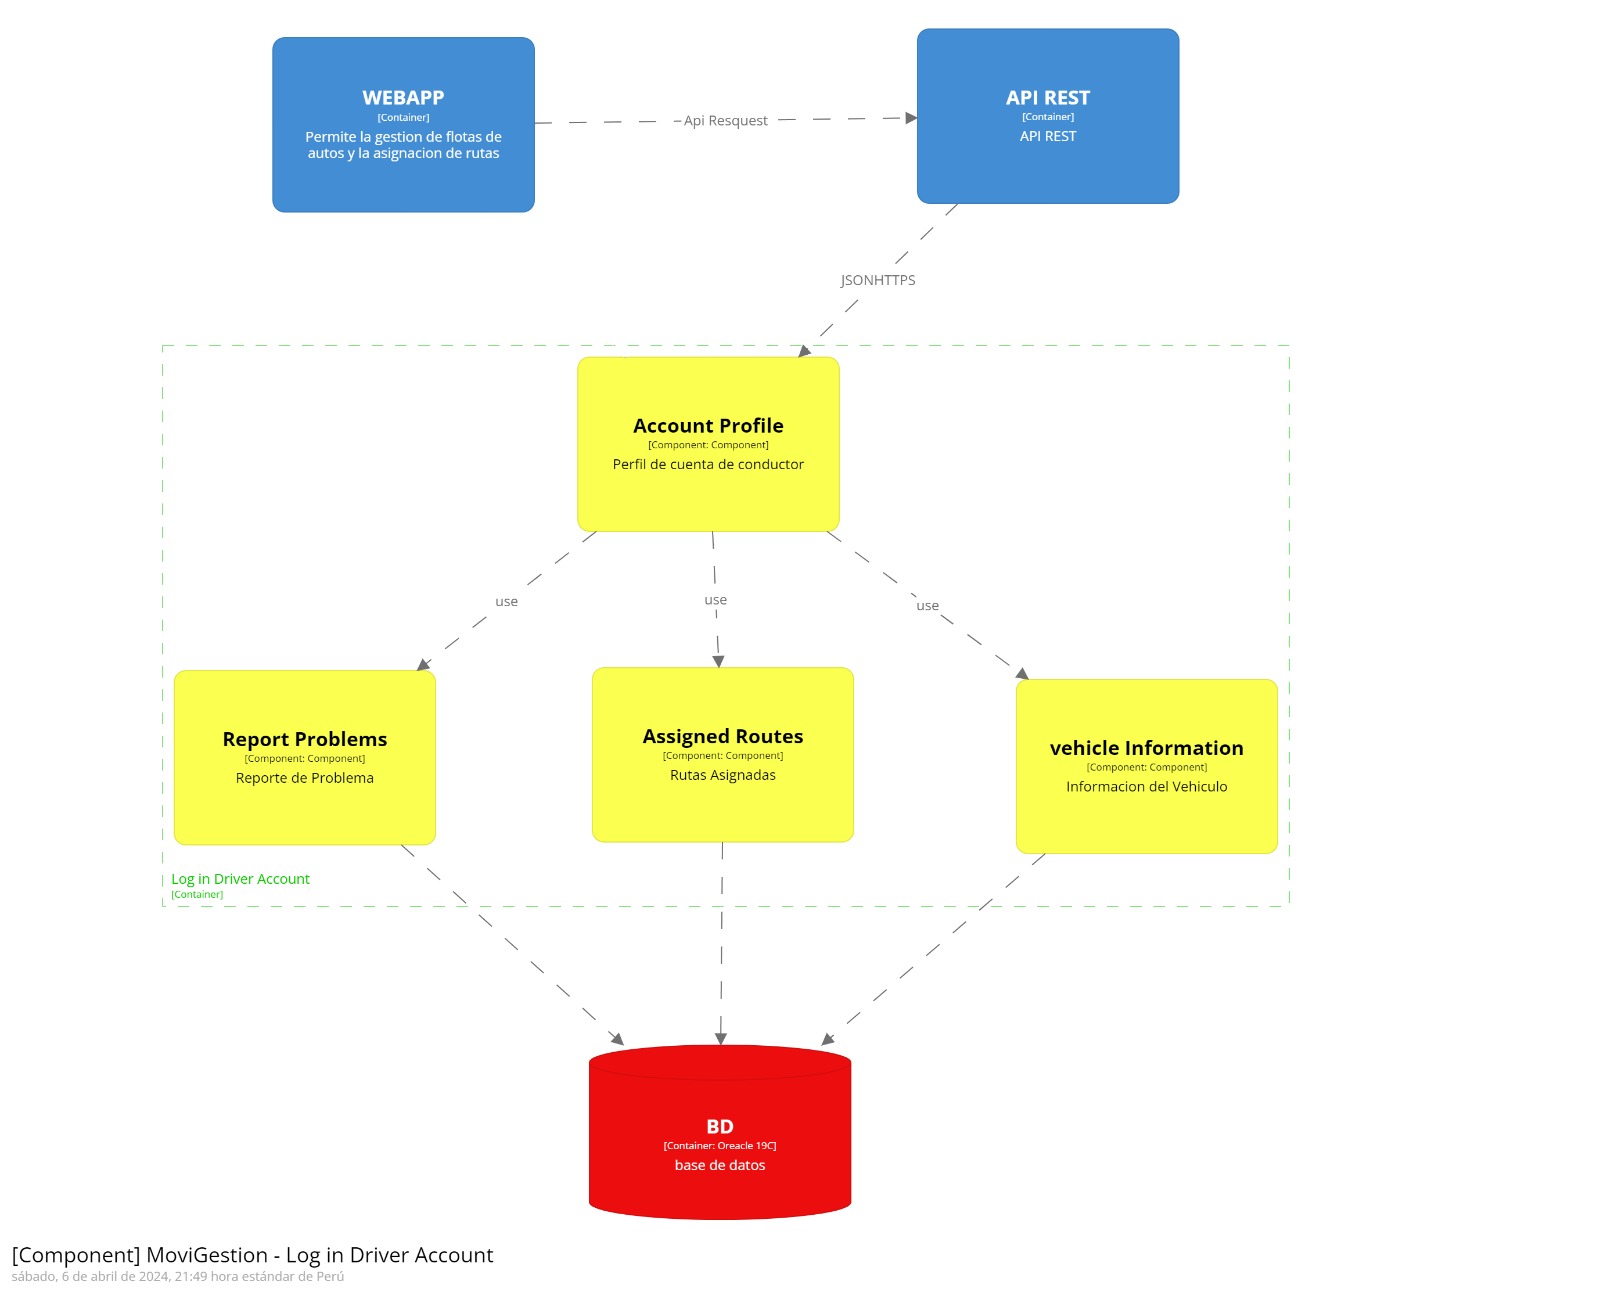 WEBAPP
[Container]
Permite la gestion de flotas de
autos y la asignacion de rutas
Api Resquest
API REST
[Container]
API REST
JSONHTTPS
Account Profile
[Component: Component]
Perfil de cuenta de conductor
use
use
use
Report Problems
[Component: Component]
Reporte de Problema
Assigned Routes
[Component: Component]
Rutas Asignadas
vehicle Information
[Component: Component]
Informacion del Vehiculo
Log in Driver Account
[Container]
BD
[Container: Oreacle 19C]
base de datos
[Component] MoviGestion - Log in Driver Account
sábado, 6 de abril de 2024, 21:49 hora estándar de Perú